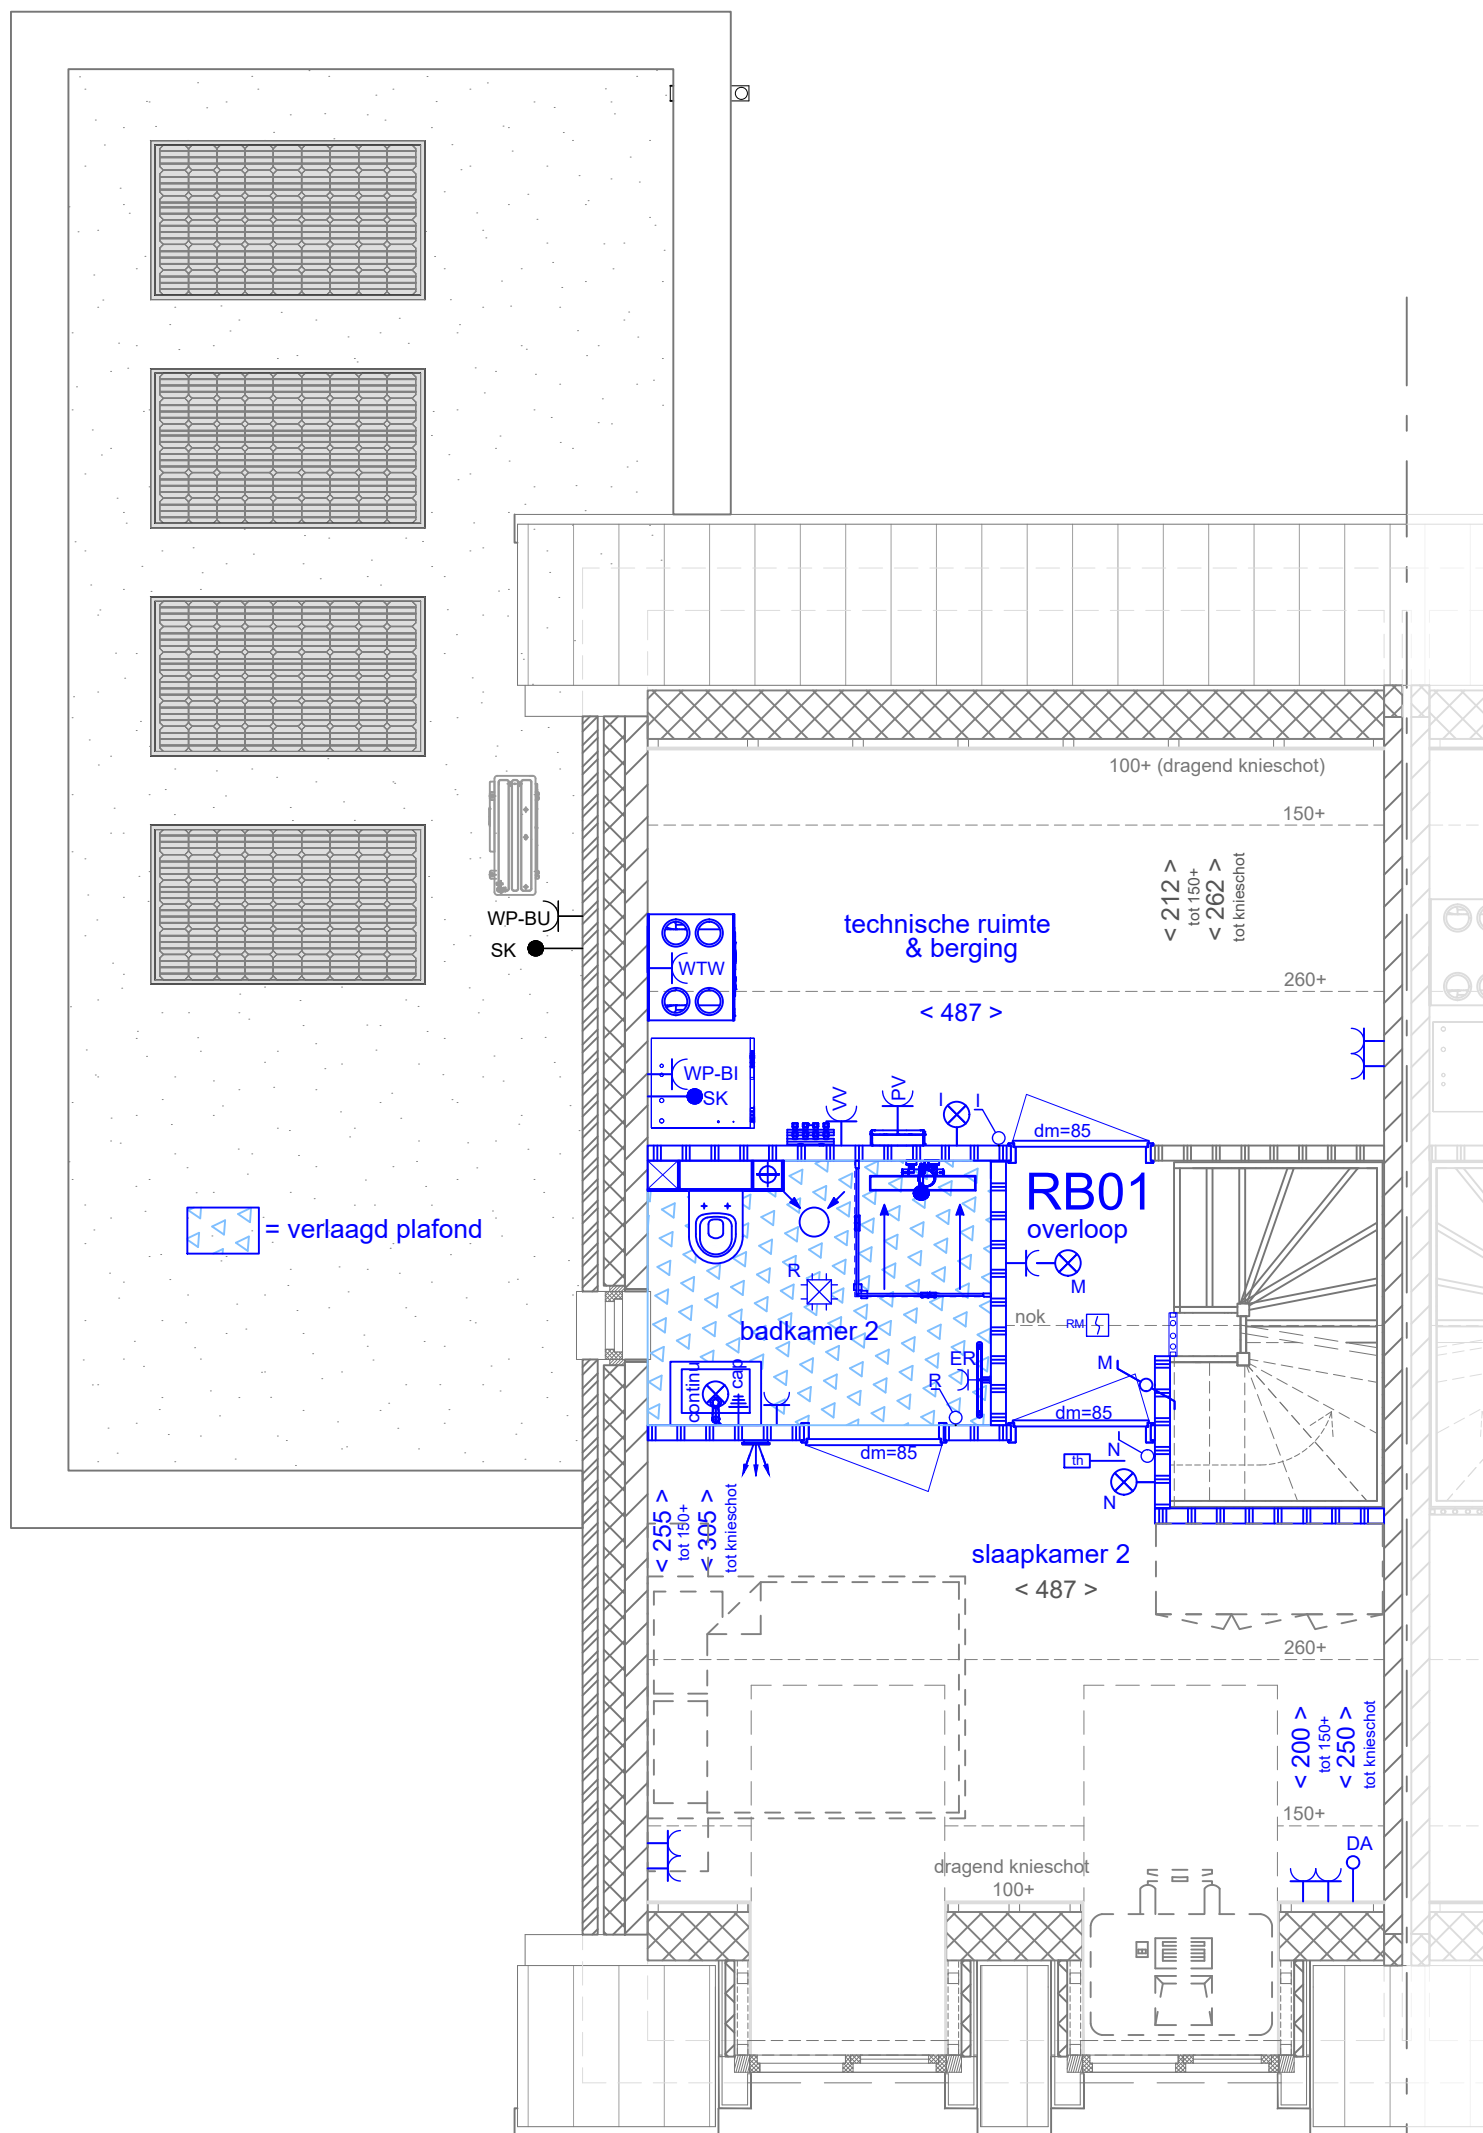 100+ (dragend knieschot)
150+
< 212 >
tot 150+
< 262 >
tot knieschot
WP-BU
SK
technische ruimte
& berging
WTW
260+
< 487 >
WP-BI
SK
VV
PV
I
I
dm=85
RB01
overloop
= verlaagd plafond
M
R
nok
RM
badkamer 2
ER
R
M
continu
cap
dm=85
dm=85
N
th
N
< 255 >
tot 150+
< 305 >
tot knieschot
slaapkamer 2
< 487 >
260+
< 200 >
tot 150+
< 250 >
tot knieschot
150+
DA
dragend knieschot
100+